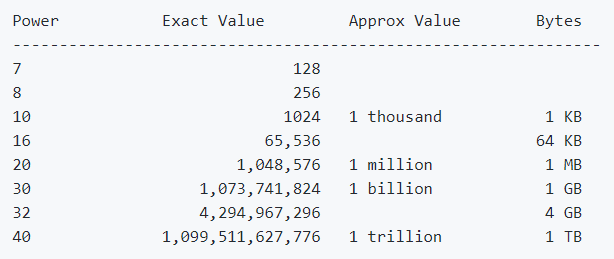 Power Exact Value Approx Value Bytes
---------------------------------------------------------------
7 128
8 256
10 1024 1 thousand 1 KB
16 65,536 64 KB
20 1,048,576 1 million 1 MB
30 1,073,741,824 1 billion 1 GB
32 4,294,967,296 4 GB
40 1,099,511,627,776 1 trillion 1 TB